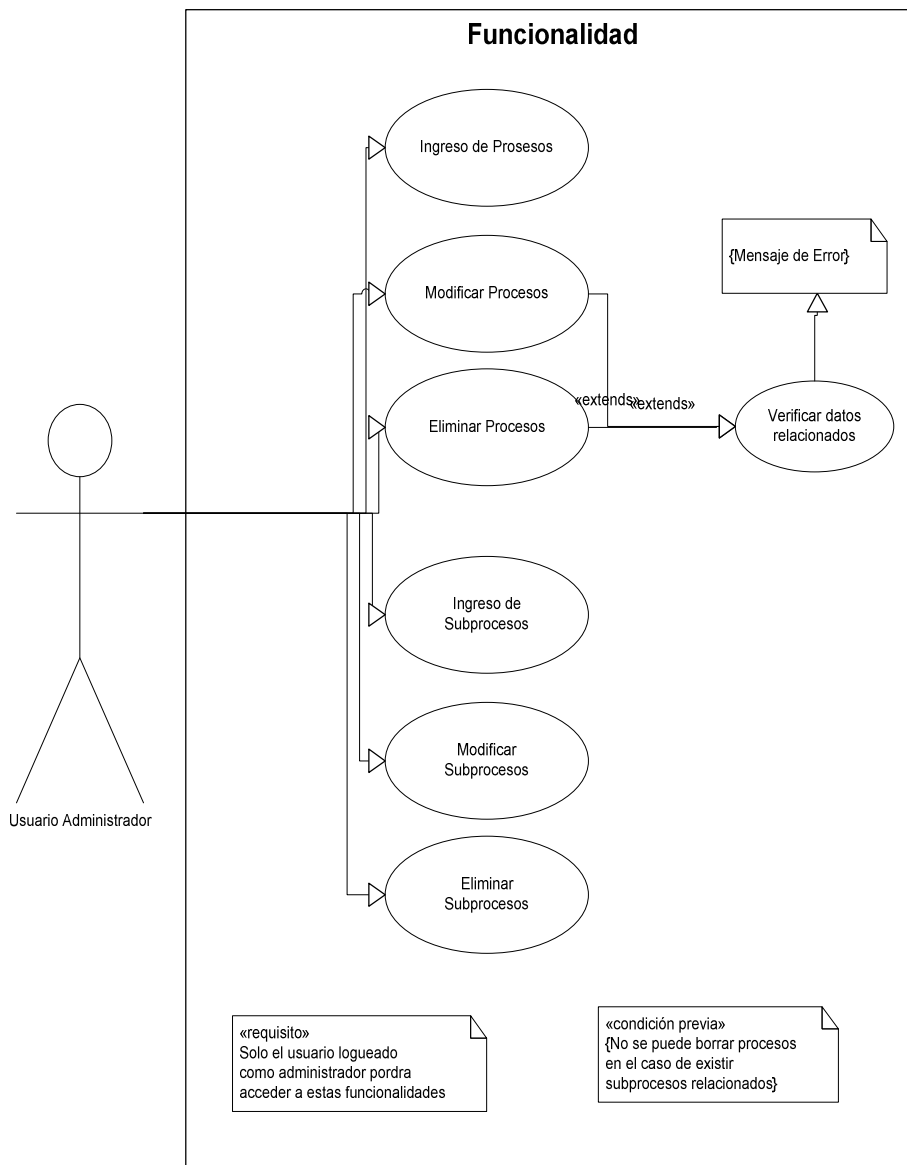 Funcionalidad
Ingreso de Prosesos
Modificar Procesos
{Mensaje de Error}
Eliminar Procesos
«extends»
«extends»
Verificar datos
relacionados
Ingreso de
Subprocesos
Modificar
Subprocesos
Usuario Administrador
Eliminar
Subprocesos
«requisito»
Solo el usuario logueado
como administrador pordra
acceder a estas funcionalidades
«condición previa»
{No se puede borrar procesos
en el caso de existir
subprocesos relacionados}